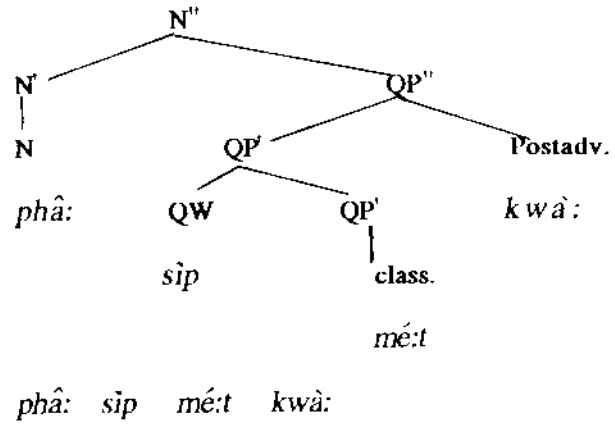 N"
N' QP"
N QP' Postadv.
phâ: QW QP' kwà:
sìp class.
mé:t
phâ: sìp mé:t kwà: